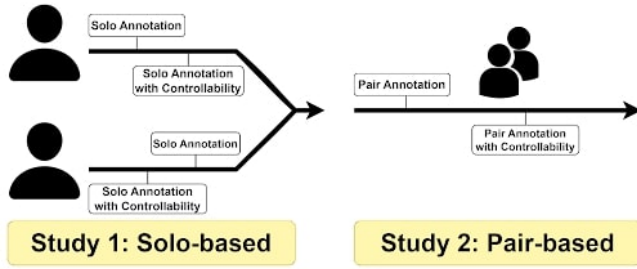 Solo Annotation
Solo Annotation
with Controllability
Solo Annotation
Solo Annotation
with Controllability
Study 1: Solo-based
Pair Annotation
Pair Annotation
with Controllability
Study 2: Pair-based